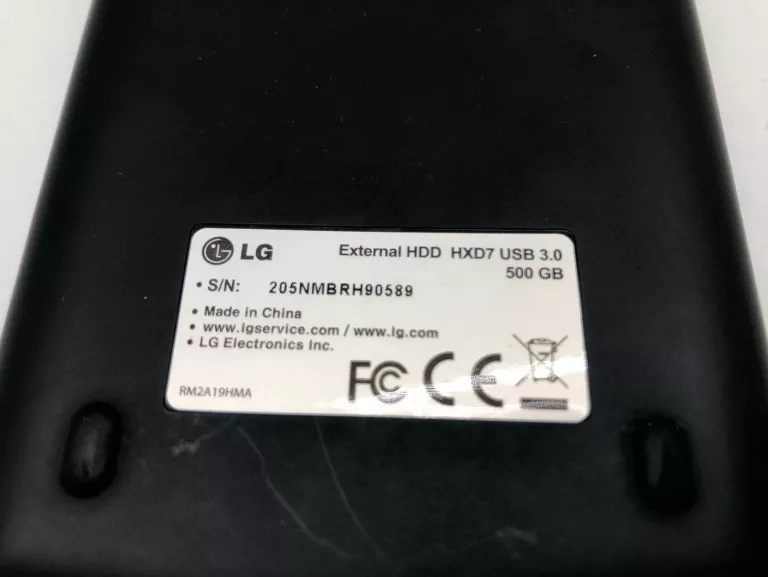 LG External HDD HXD7 USB 3.0
500 GB
• S/N: 205NMBRH90589
• Made in China
• www.lgservice.com / www.lg.com
• LG Electronics Inc.
FC CE
RM2A19HMA